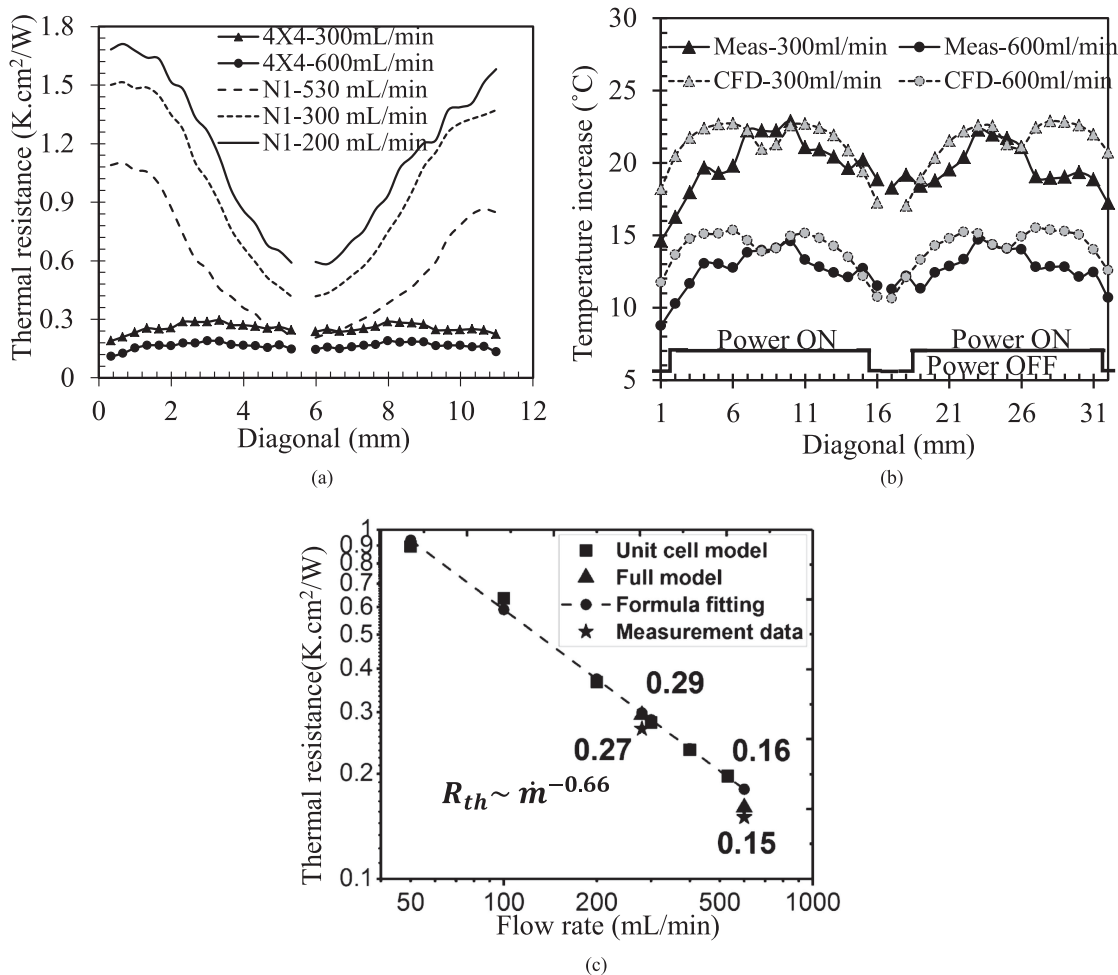 1.8
1.5
1.2
0.9
0.6
0.3
0
Thermal resistance (K.cm²/W)
4X4-300mL/min
4X4-600mL/min
N1-530 mL/min
N1-300 mL/min
N1-200 mL/min
0 2 4 6 8 10 12
Diagonal (mm)
(a)
30
25
20
15
10
5
Temperature increase (˚C)
Meas-300ml/min Meas-600ml/min
CFD-300ml/min CFD-600ml/min
Power ON Power ON
Power OFF
1 6 11 16 21 26 31
Diagonal (mm)
(b)
1
0.9
0.8
0.7
0.6
0.5
0.4
0.3
0.2
0.1
Thermal resistance(K.cm²/W)
Unit cell model
Full model
Formula fitting
Measurement data
0.29
0.27
0.16
0.15
R_th ~ ṁ^−0.66
50 100 200 500 1000
Flow rate (mL/min)
(c)